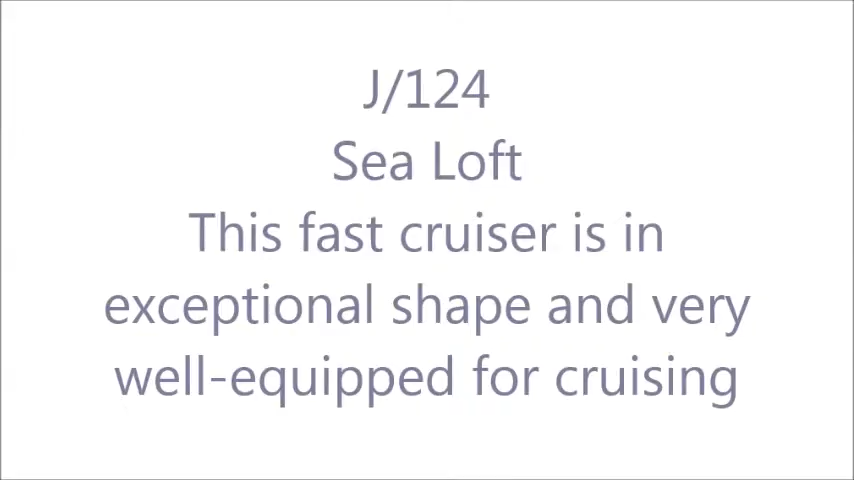 J/124
Sea Loft
This fast cruiser is in
exceptional shape and very
well-equipped for cruising